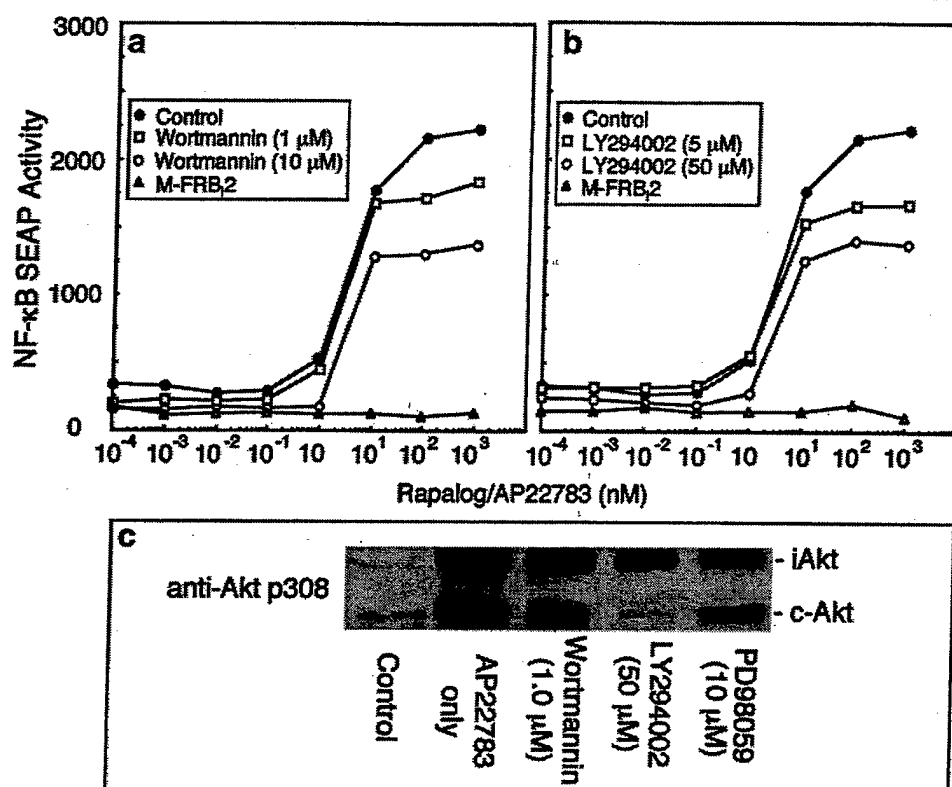 a
b
3000
2000
1000
0
NF-κB SEAP Activity
Control
Wortmannin (1 μM)
Wortmannin (10 μM)
M-FRB₁2
Control
LY294002 (5 μM)
LY294002 (50 μM)
M-FRB₁2
10⁻⁴ 10⁻³ 10⁻² 10⁻¹ 10 10¹ 10² 10³
10⁻⁴ 10⁻³ 10⁻² 10⁻¹ 10 10¹ 10² 10³
Rapalog/AP22783 (nM)
c
anti-Akt p308
- iAkt
- c-Akt
Control
AP22783
only
Wortmannin
(1.0 μM)
LY294002
(50 μM)
PD98059
(10 μM)